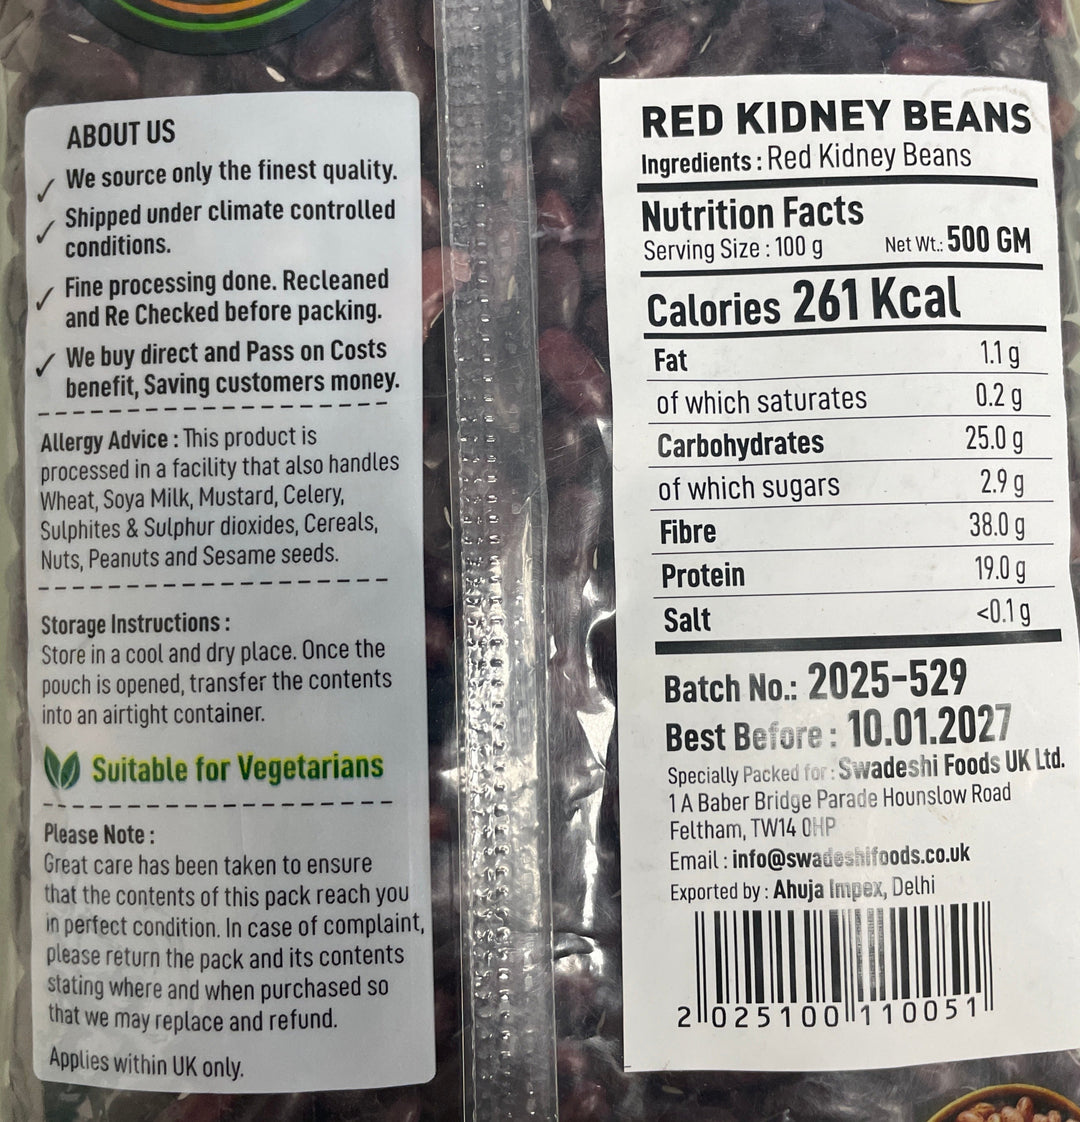 ABOUT US
✓ We source only the finest quality.
✓ Shipped under climate controlled
conditions.
✓ Fine processing done. Recleaned
and Re Checked before packing.
✓ We buy direct and Pass on Costs
benefit, Saving customers money.
Allergy Advice : This product is
processed in a facility that also handles
Wheat, Soya Milk, Mustard, Celery,
Sulphites & Sulphur dioxides, Cereals,
Nuts, Peanuts and Sesame seeds.
Storage Instructions :
Store in a cool and dry place. Once the
pouch is opened, transfer the contents
into an airtight container.
Suitable for Vegetarians
Please Note :
Great care has been taken to ensure
that the contents of this pack reach you
in perfect condition. In case of complaint,
please return the pack and its contents
stating where and when purchased so
that we may replace and refund.
Applies within UK only.
RED KIDNEY BEANS
Ingredients : Red Kidney Beans
Nutrition Facts
Serving Size : 100 g Net Wt.: 500 GM
Calories 261 Kcal
Fat 1.1 g
of which saturates 0.2 g
Carbohydrates 25.0 g
of which sugars 2.9 g
Fibre 38.0 g
Protein 19.0 g
Salt <0.1 g
Batch No.: 2025-529
Best Before : 10.01.2027
Specially Packed for : Swadeshi Foods UK Ltd.
1 A Baber Bridge Parade Hounslow Road
Feltham, TW14 0HP
Email : info@swadeshifoods.co.uk
Exported by : Ahuja Impex, Delhi
2 025100 110051